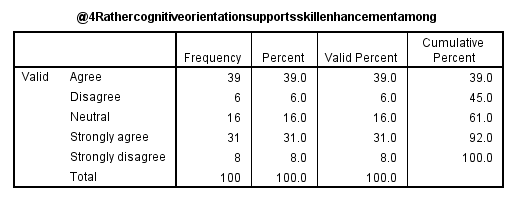 @4Rathercognitiveorientationsupportsskillenhancementamong
Frequency Percent Valid Percent Cumulative Percent
Valid Agree 39 39.0 39.0 39.0
Disagree 6 6.0 6.0 45.0
Neutral 16 16.0 16.0 61.0
Strongly agree 31 31.0 31.0 92.0
Strongly disagree 8 8.0 8.0 100.0
Total 100 100.0 100.0